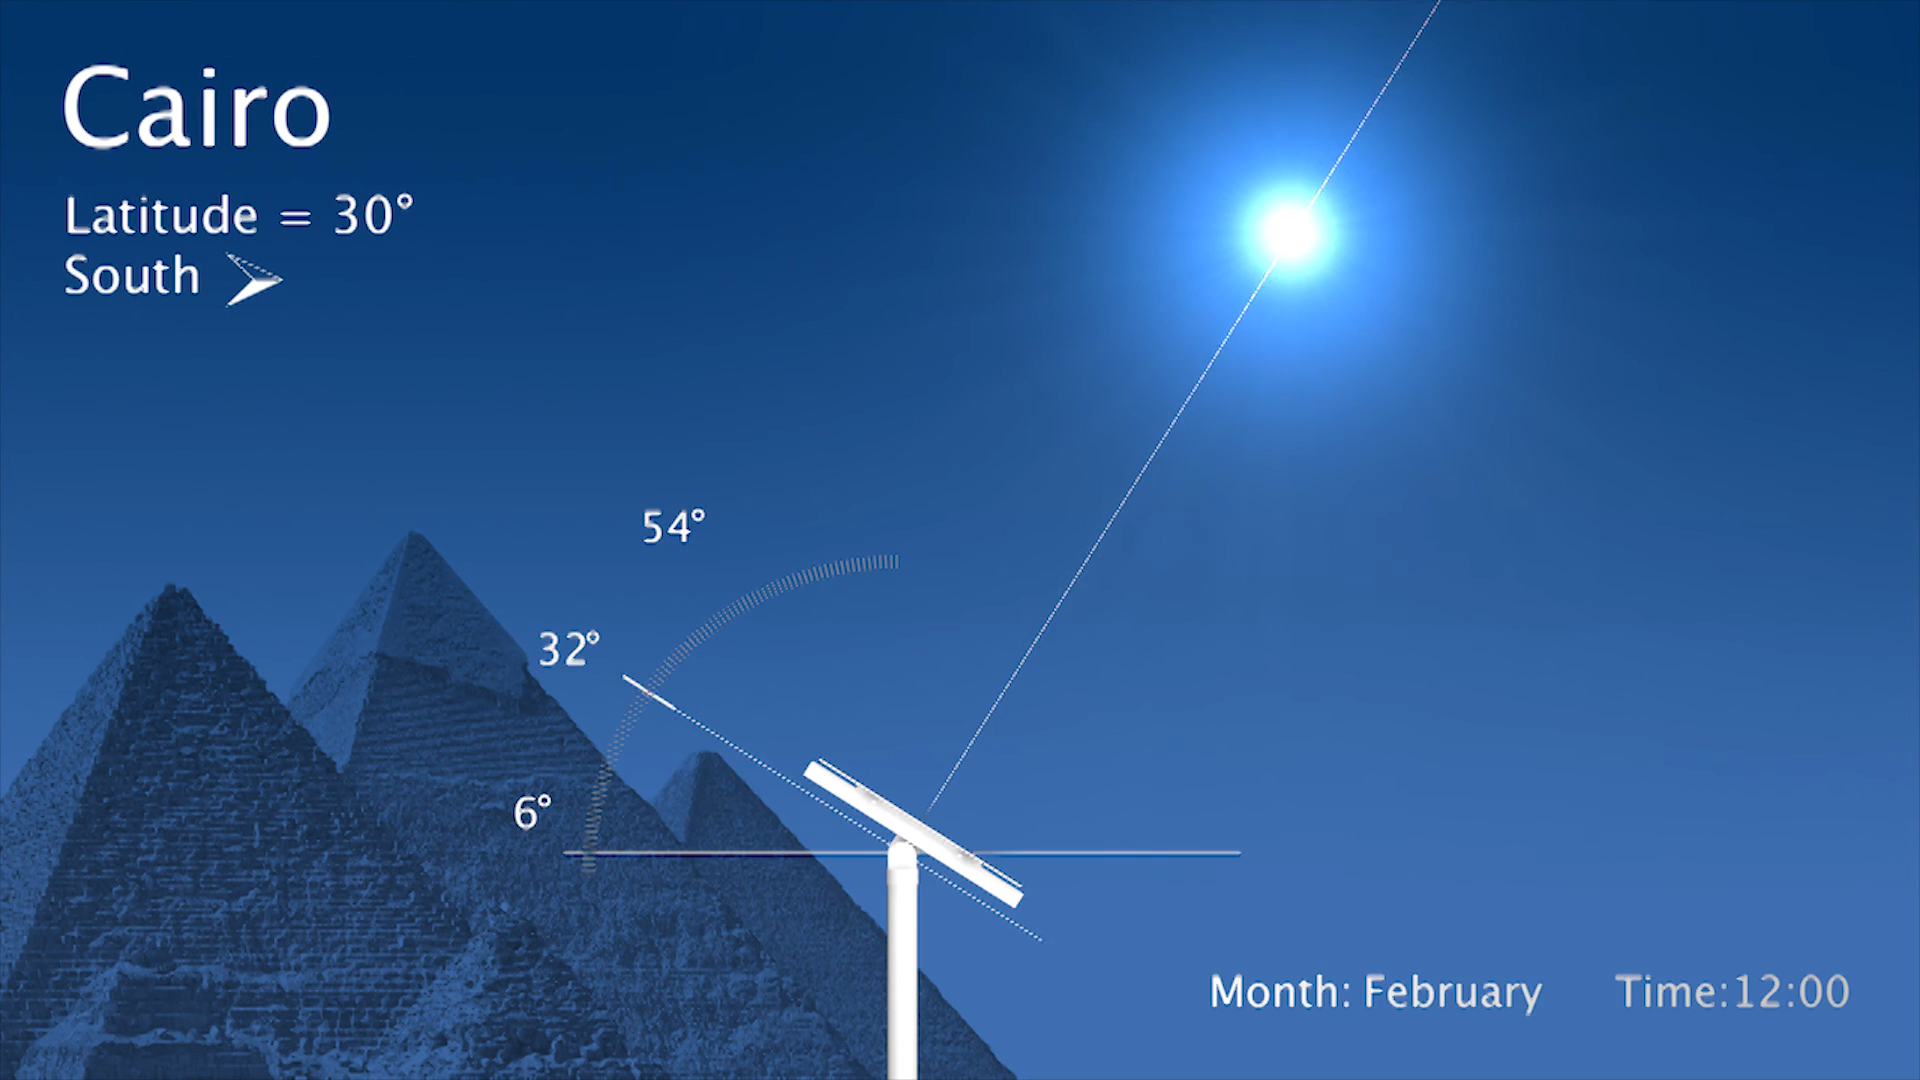 Cairo
Latitude = 30°
South
54°
32°
6°
Month: February
Time:12:00